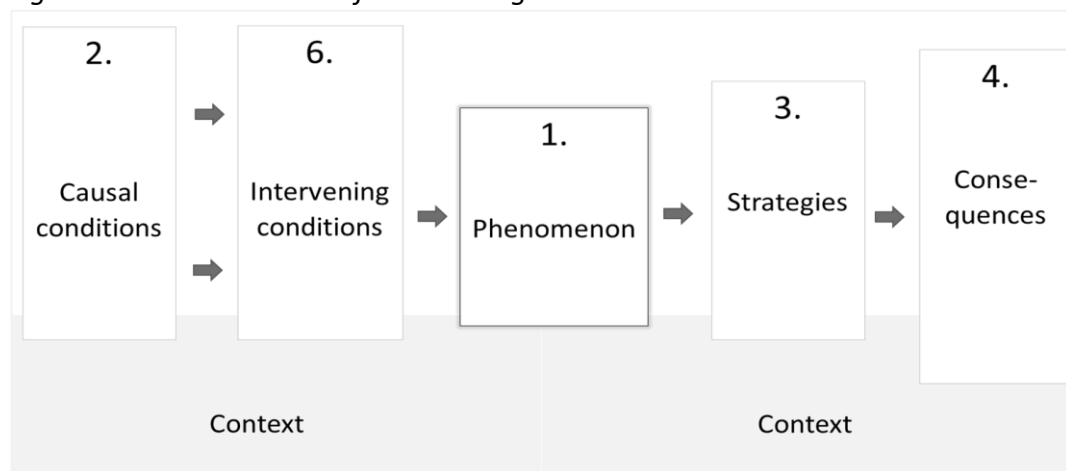 2.
Causal
conditions
6.
Intervening
conditions
1.
Phenomenon
3.
Strategies
4.
Conse-
quences
Context
Context